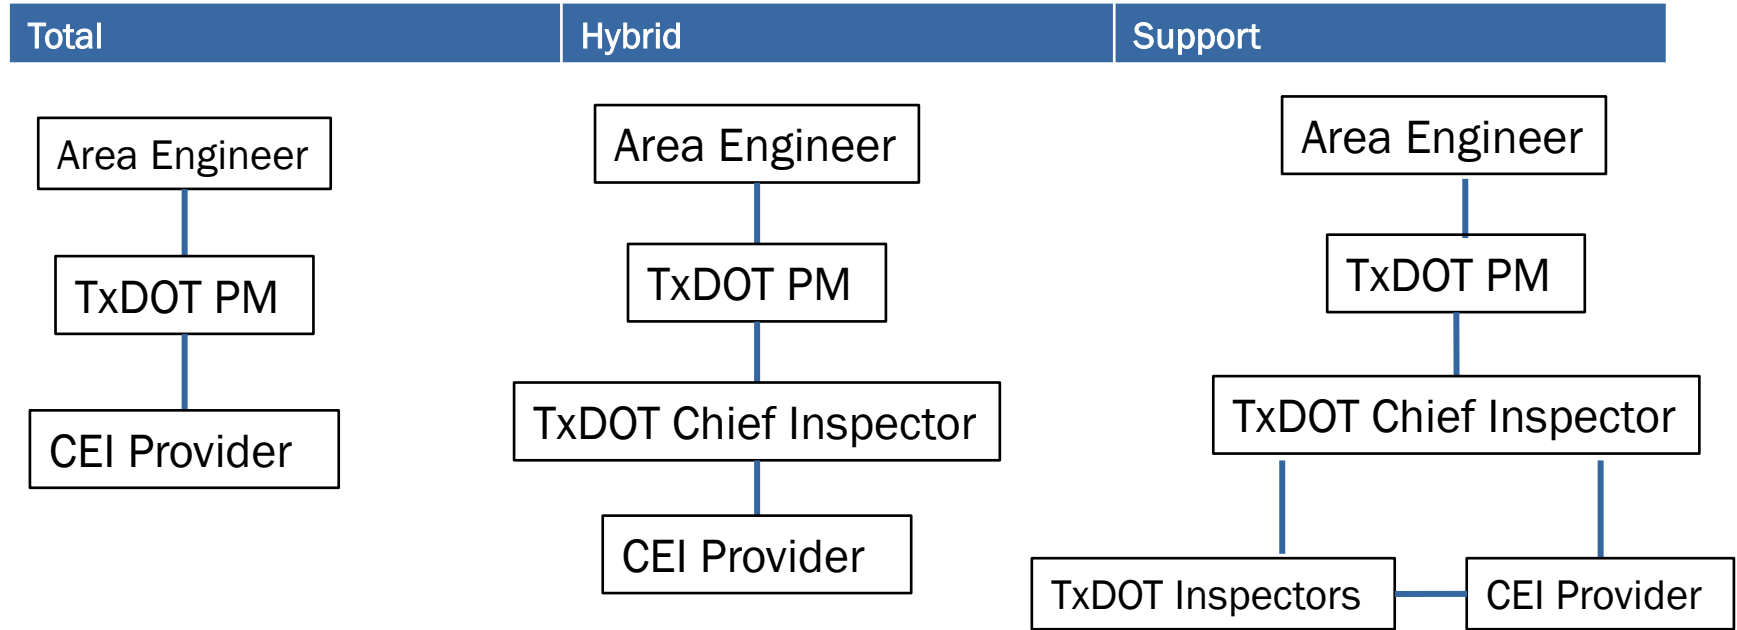 Total
Hybrid
Support
Area Engineer
TxDOT PM
CEI Provider
Area Engineer
TxDOT PM
TxDOT Chief Inspector
CEI Provider
Area Engineer
TxDOT PM
TxDOT Chief Inspector
TxDOT Inspectors
CEI Provider